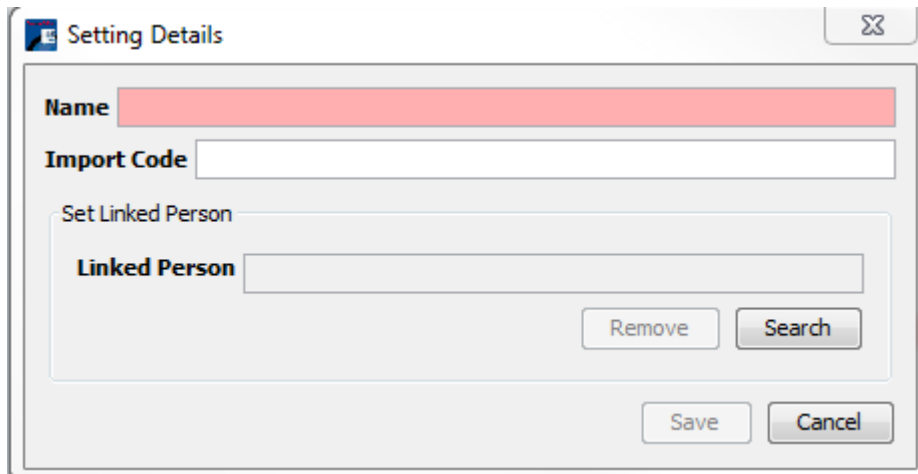 Setting Details
Name
Import Code
Set Linked Person
Linked Person
Remove Search
Save Cancel